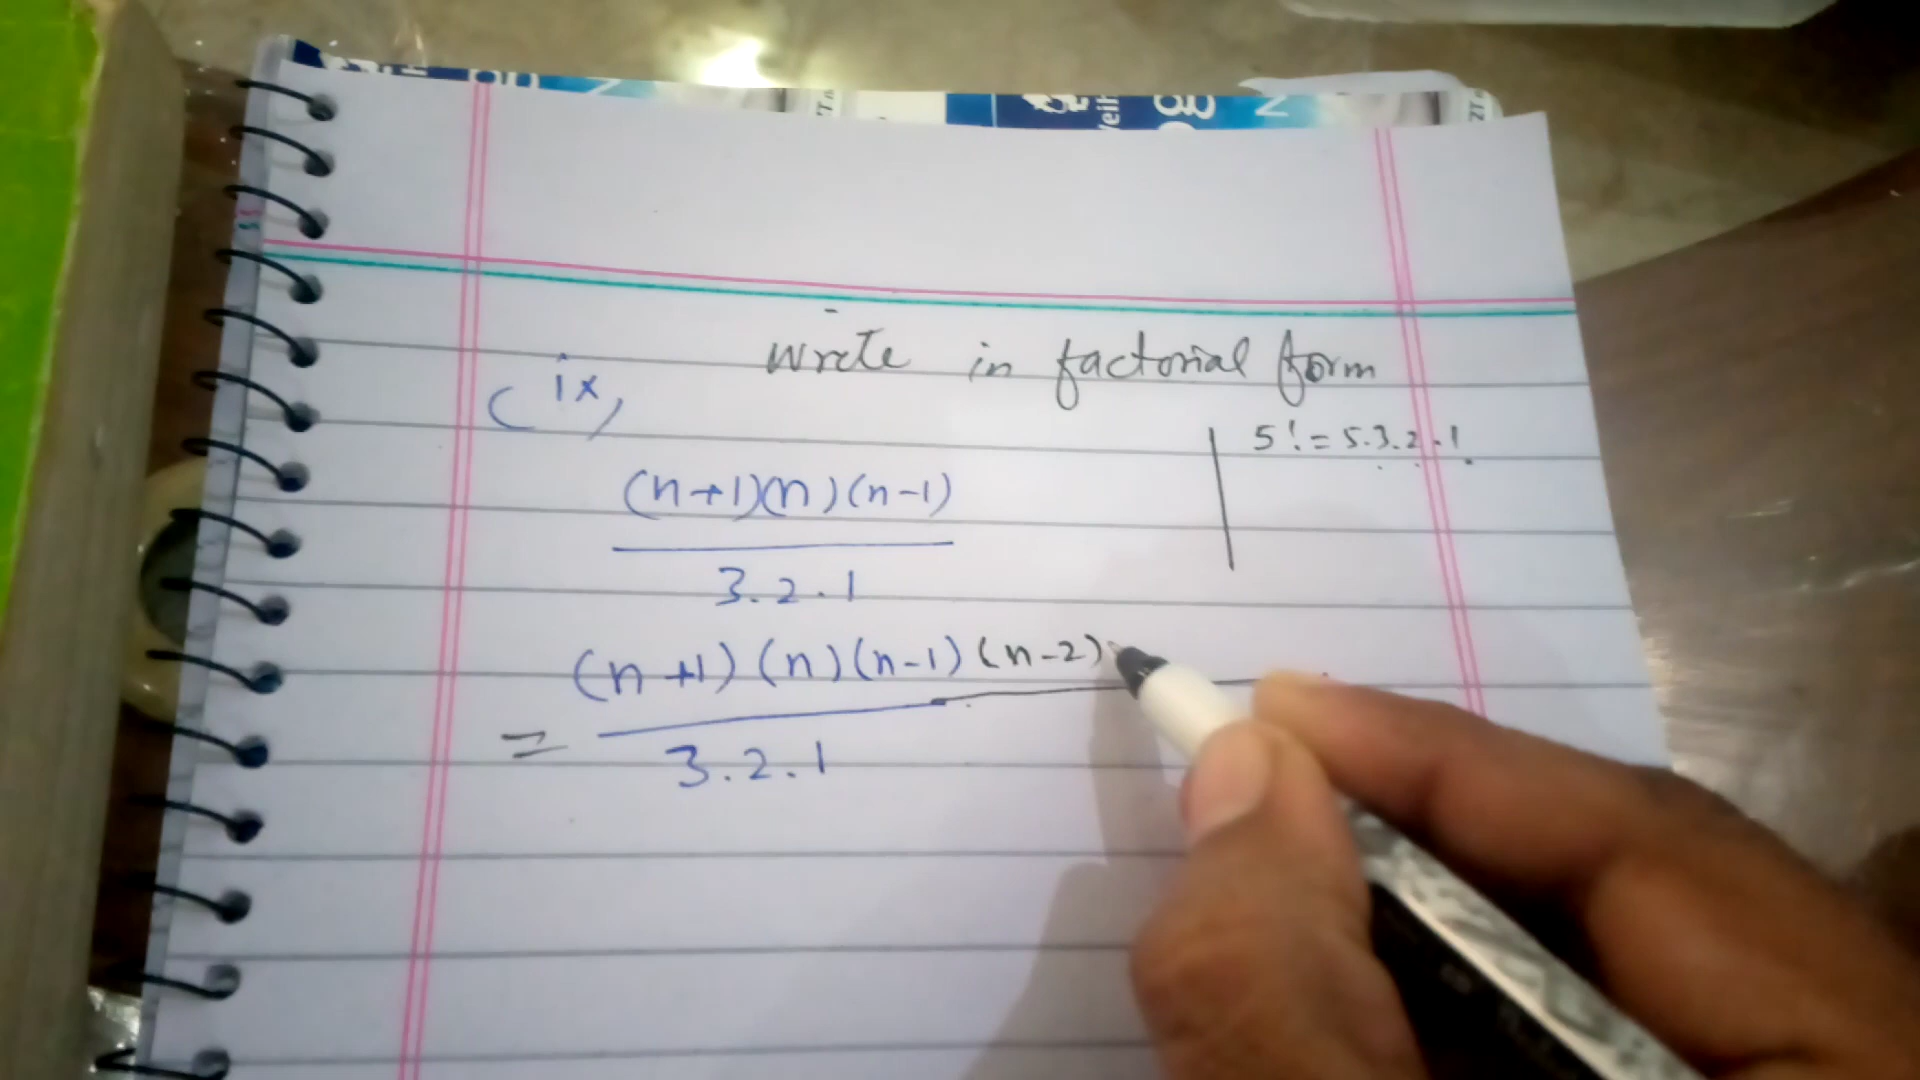 write in factorial form
(ix)
5! = 5.3.2.1
(n+1)(n)(n-1)
3.2.1
(n+1) (n) (n-1) (n-2)
=
3.2.1